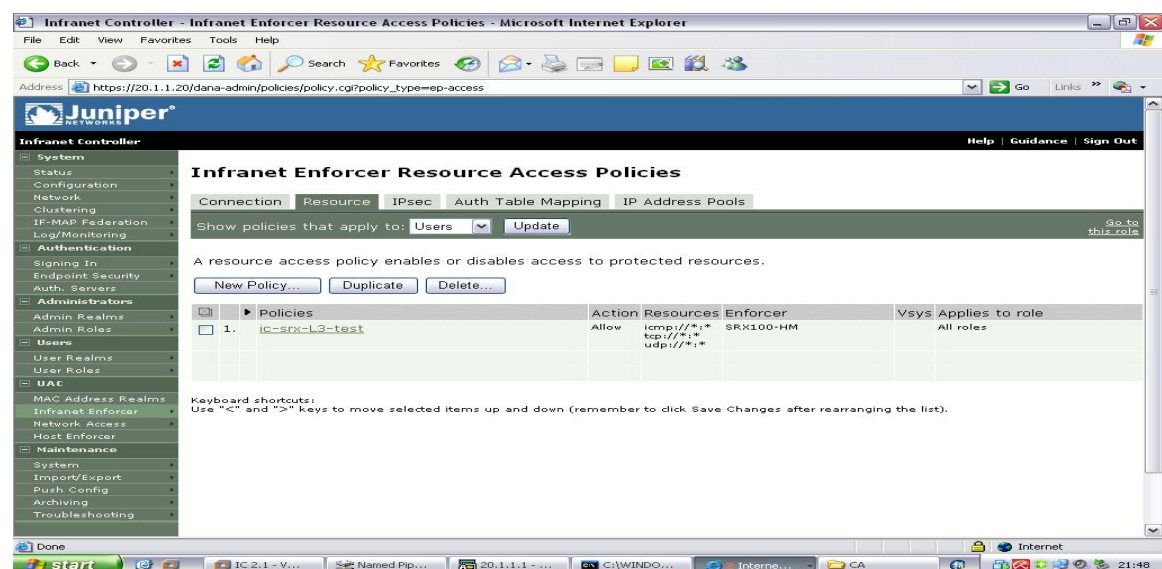 Infranet Controller - Infranet Enforcer Resource Access Policies - Microsoft Internet Explorer
File Edit View Favorites Tools Help
Back Search Favorites
Address https://20.1.1.20/dana-admin/policies/policy.cgi?policy_type=ep-access Go Links »
Juniper®
NETWORKS
Infranet Controller Help | Guidance | Sign Out
System
Status
Configuration
Network
Clustering
IF-MAP Federation
Log/Monitoring
Authentication
Signing In
Endpoint Security
Auth. Servers
Administrators
Admin Realms
Admin Roles
Users
User Realms
User Roles
UAC
MAC Address Realms
Infranet Enforcer
Network Access
Host Enforcer
Maintenance
System
Import/Export
Push Config
Archiving
Troubleshooting
Infranet Enforcer Resource Access Policies
Connection Resource IPsec Auth Table Mapping IP Address Pools
Show policies that apply to: Users Update Go to this role
A resource access policy enables or disables access to protected resources.
New Policy... Duplicate Delete...
Policies Action Resources Enforcer Vsys Applies to role
1. ic-srx-L3-test Allow icmp://*:* SRX100-HM All roles
tcp://*:*
udp://*:*
Keyboard shortcuts:
Use "<" and ">" keys to move selected items up and down (remember to click Save Changes after rearranging the list).
Done Internet
start IC 2.1 - V... Named Pip... 20.1.1.1 - ... C:\WINDO... Interne... CA 21:48